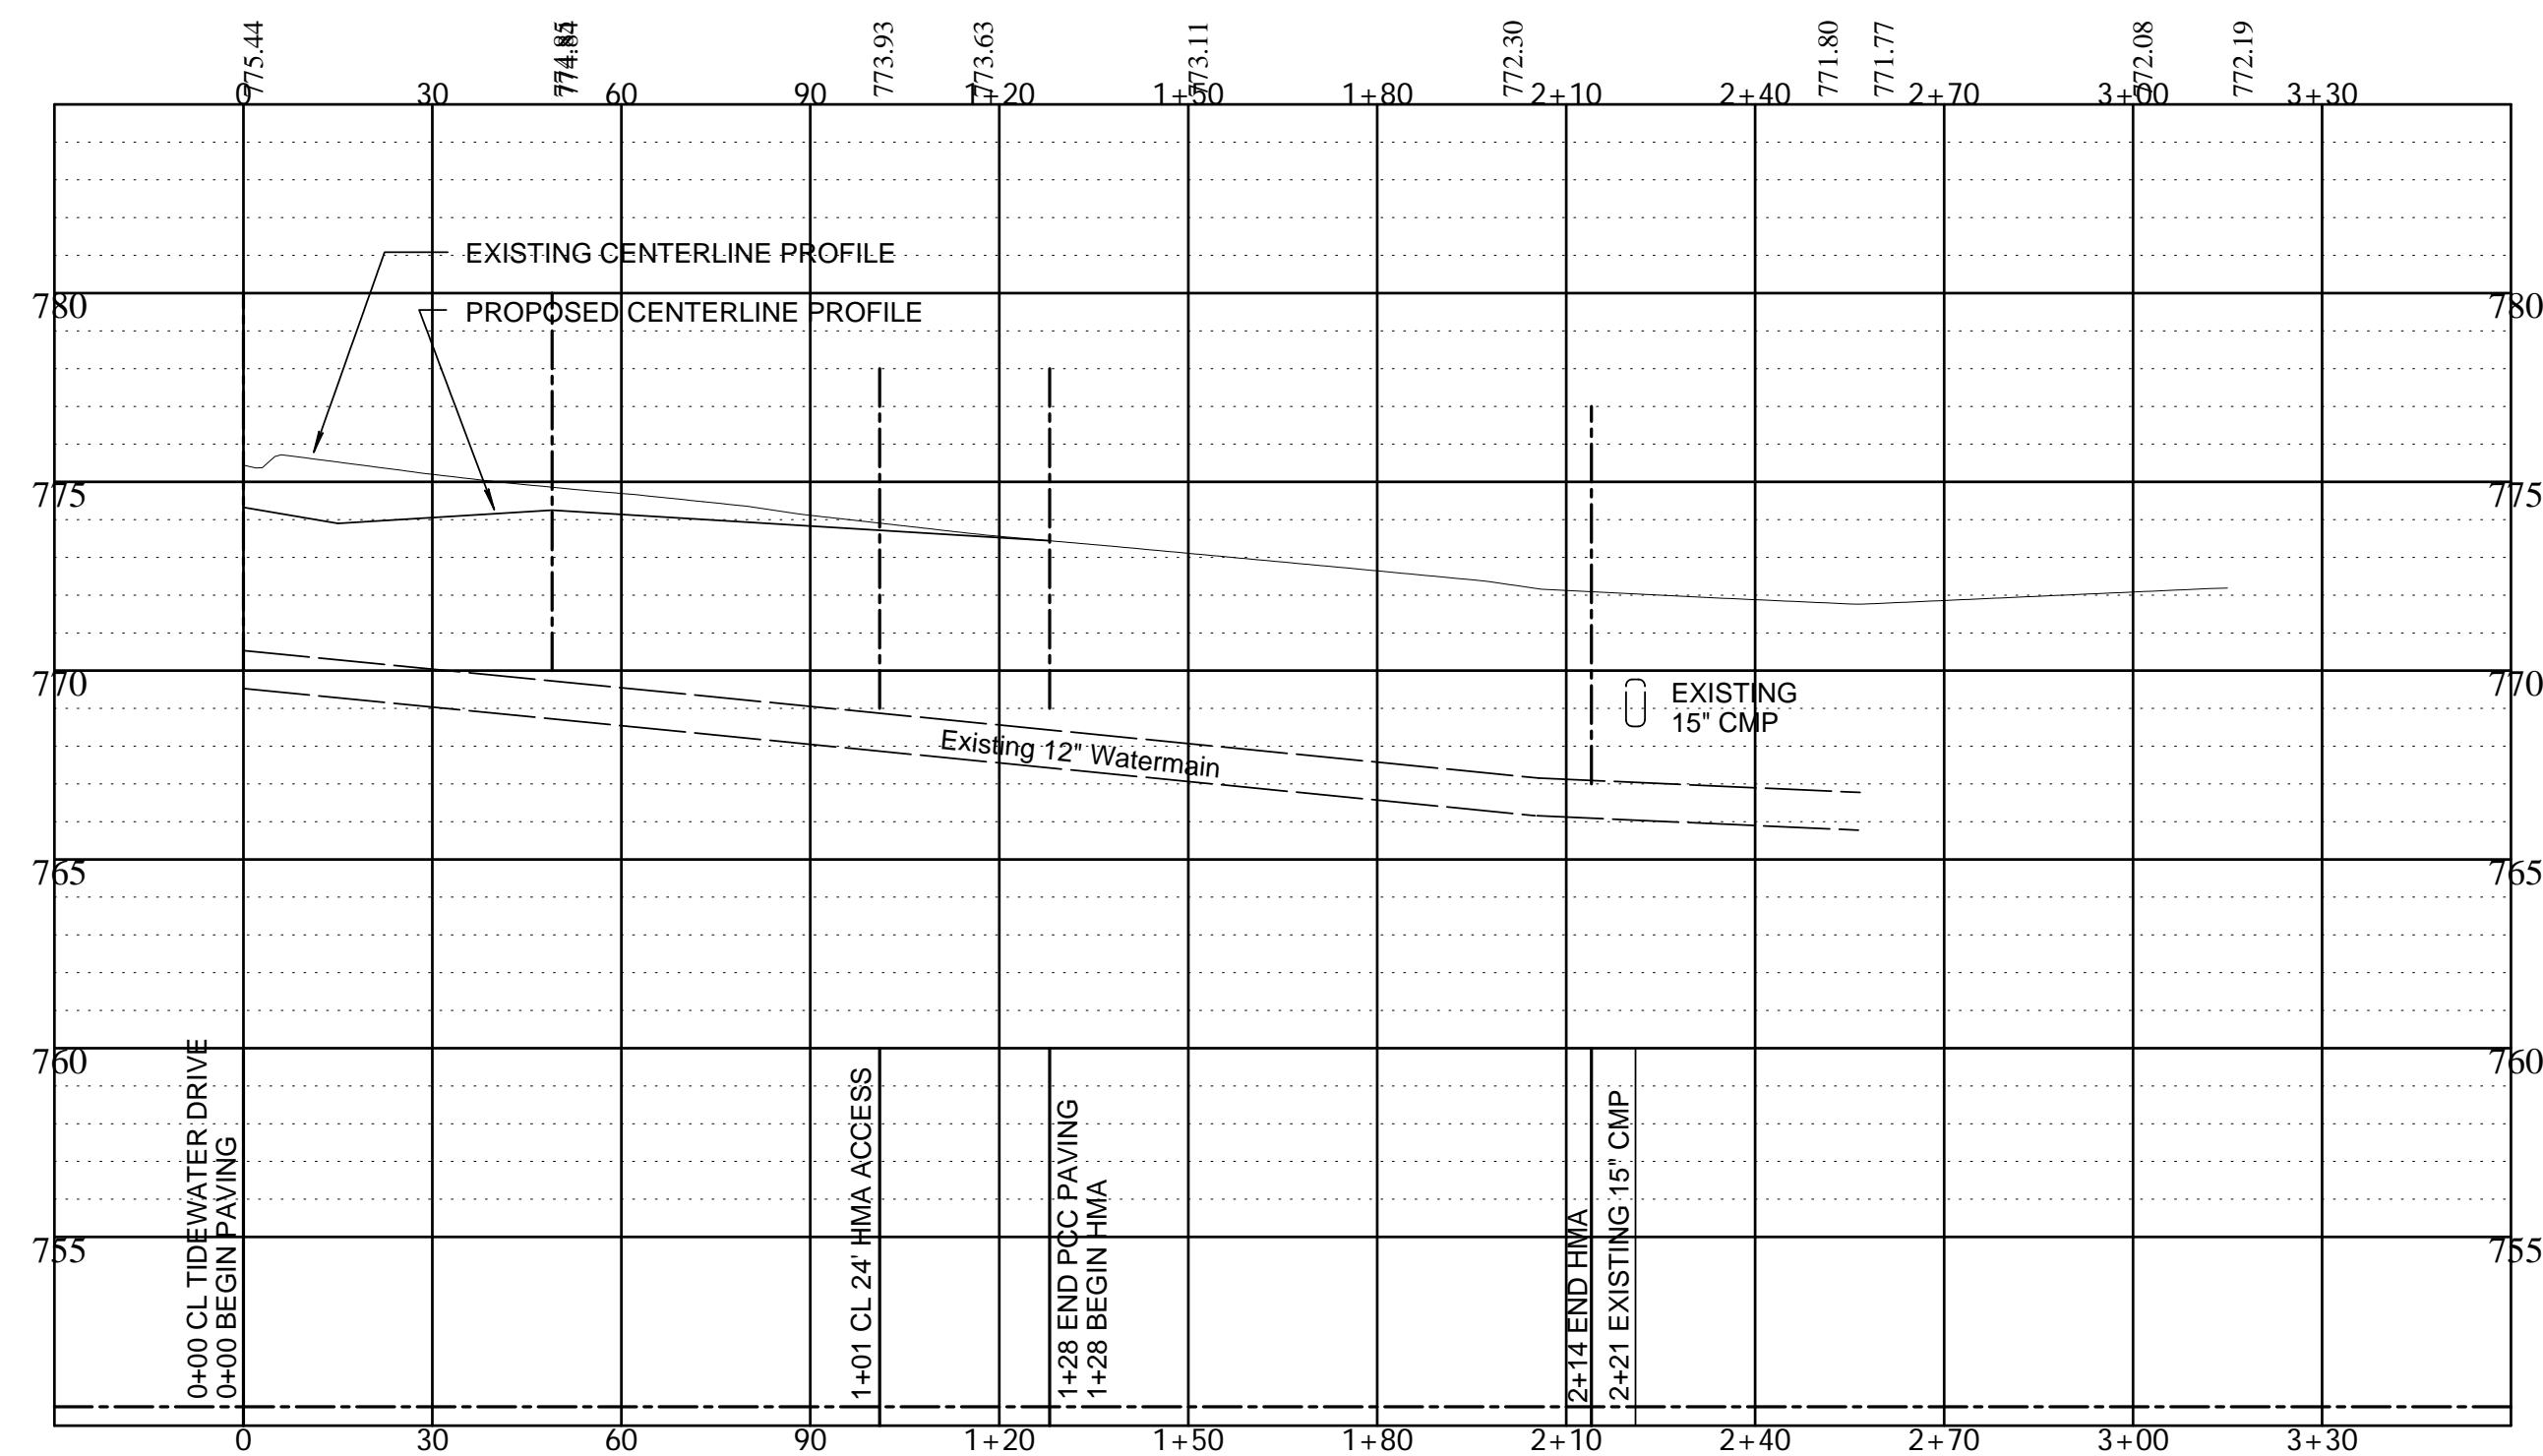 775.44
774.85
774.84
773.93
773.63
773.11
772.30
771.80
771.77
772.08
772.19
0 30 60 90 1+20 1+50 1+80 2+10 2+40 2+70 3+00 3+30
EXISTING CENTERLINE PROFILE
780 780
PROPOSED CENTERLINE PROFILE
775 775
770 770
EXISTING
15" CMP
Existing 12" Watermain
765 765
760 760
755 755
0+00 CL TIDEWATER DRIVE
0+00 BEGIN PAVING
1+01 CL 24' HMA ACCESS
1+28 END PCC PAVING
1+28 BEGIN HMA
2+14 END HMA
2+21 EXISTING 15" CMP
0 30 60 90 1+20 1+50 1+80 2+10 2+40 2+70 3+00 3+30